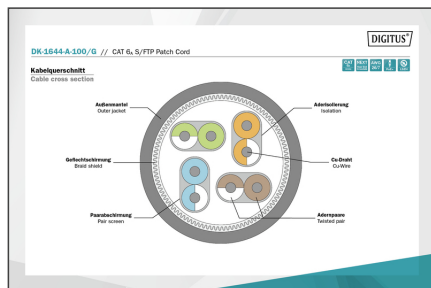 DIGITUS®
DK-1644-A-100/G // CAT 6A S/FTP Patch Cord
Kabelquerschnitt
Cable cross section
Außenmantel
Outer jacket
Aderisolierung
Isolation
Geflechtschirmung
Braid shield
Cu-Draht
Cu-Wire
Paarabschirmung
Pair screen
Adernpaare
Twisted pair